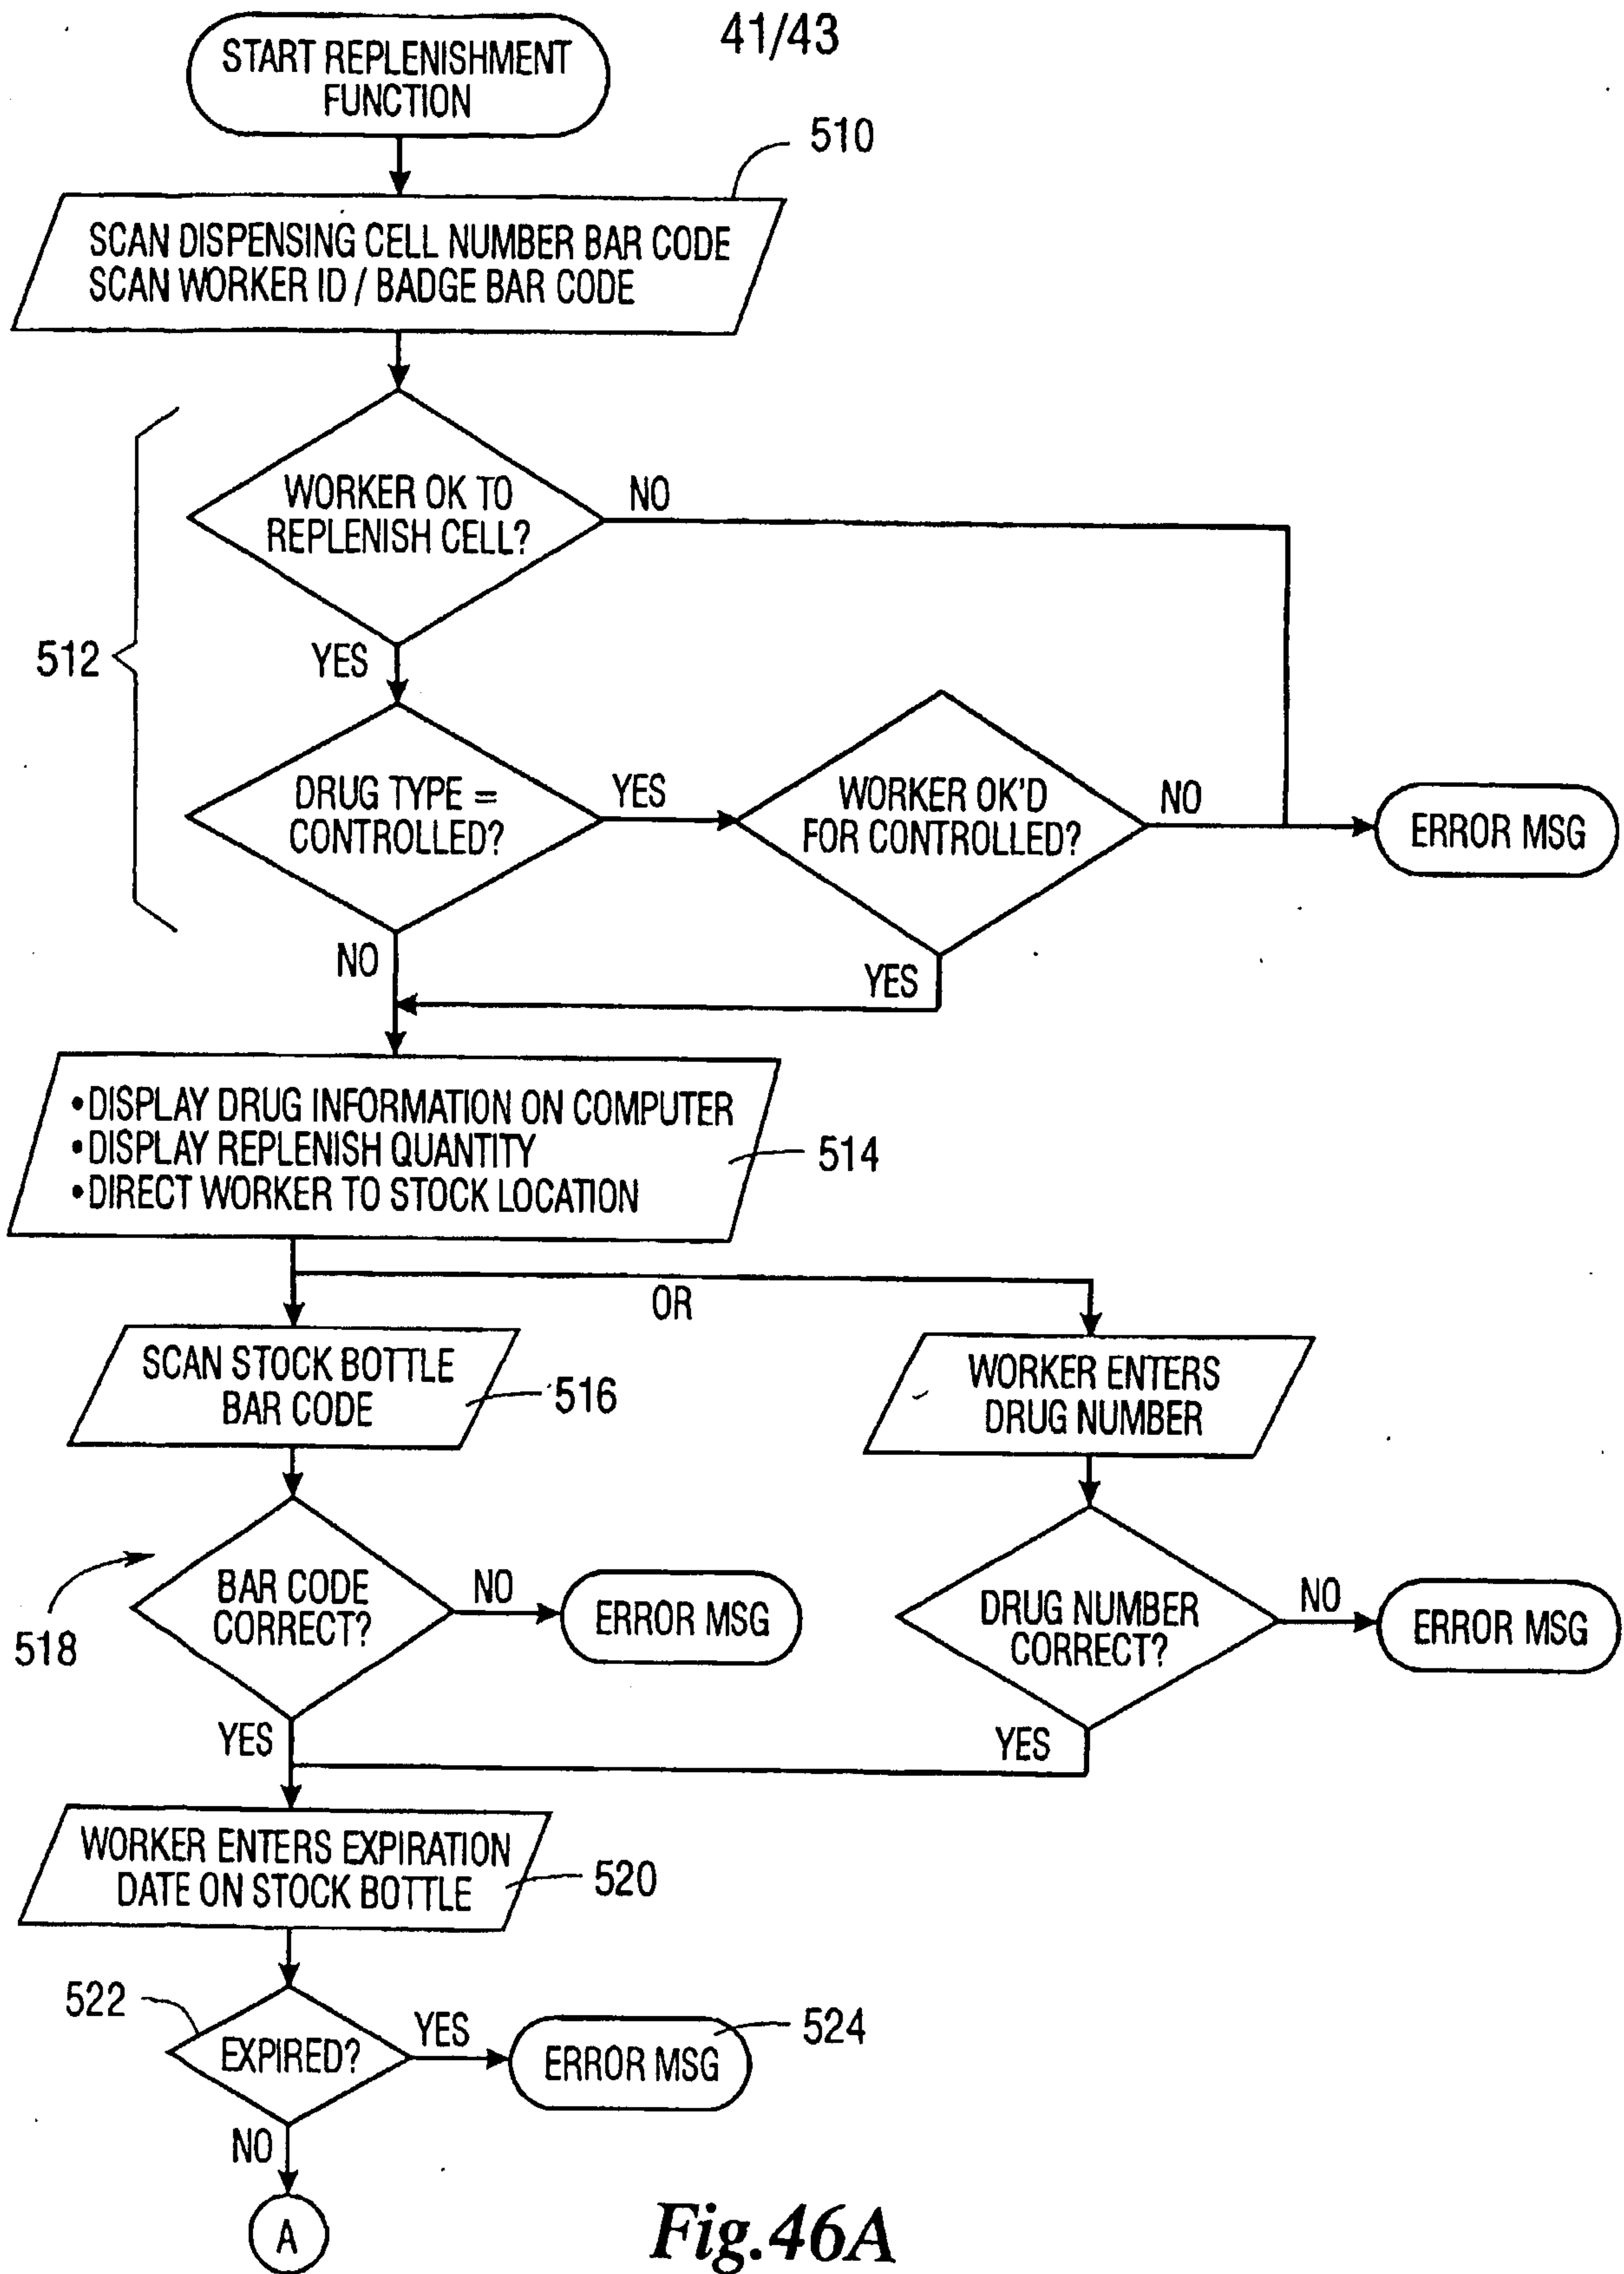 41/43
START REPLENISHMENT
FUNCTION
510
SCAN DISPENSING CELL NUMBER BAR CODE
SCAN WORKER ID / BADGE BAR CODE
WORKER OK TO
REPLENISH CELL?
NO
512
YES
DRUG TYPE =
CONTROLLED?
YES
WORKER OK'D
FOR CONTROLLED?
NO
ERROR MSG
NO
YES
•DISPLAY DRUG INFORMATION ON COMPUTER
•DISPLAY REPLENISH QUANTITY
•DIRECT WORKER TO STOCK LOCATION
514
OR
SCAN STOCK BOTTLE
BAR CODE
516
WORKER ENTERS
DRUG NUMBER
518
BAR CODE
CORRECT?
NO
ERROR MSG
DRUG NUMBER
CORRECT?
NO
ERROR MSG
YES
YES
WORKER ENTERS EXPIRATION
DATE ON STOCK BOTTLE
520
522
EXPIRED?
YES
ERROR MSG
524
NO
A
Fig.46A